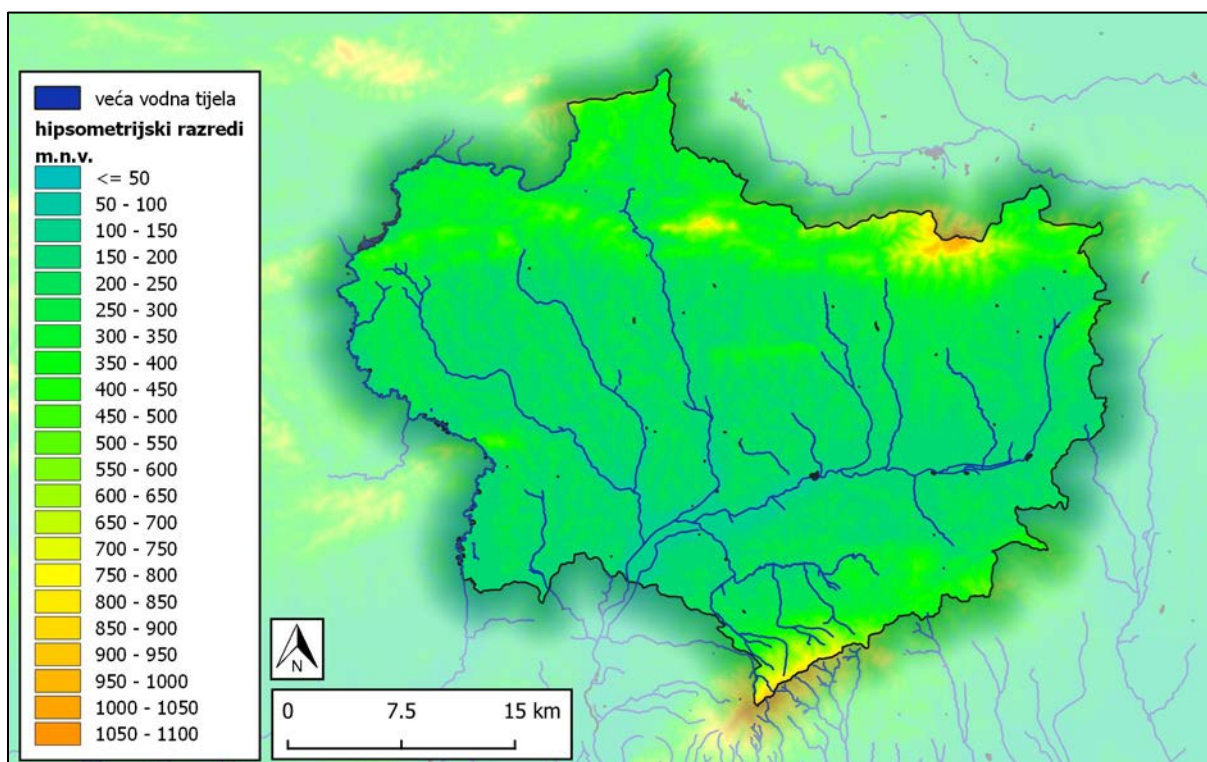 veća vodna tijela
hipsometrijski razredi
m.n.v.
<= 50
50 - 100
100 - 150
150 - 200
200 - 250
250 - 300
300 - 350
350 - 400
400 - 450
450 - 500
500 - 550
550 - 600
600 - 650
650 - 700
700 - 750
750 - 800
800 - 850
850 - 900
900 - 950
950 - 1000
1000 - 1050
1050 - 1100
N
0 7.5 15 km